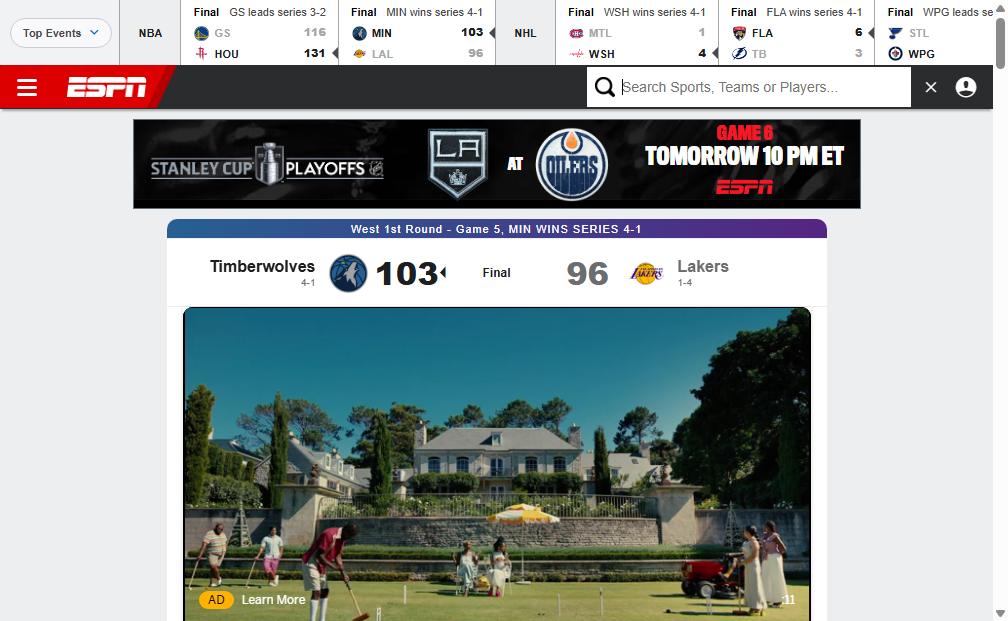 Top Events
NBA
Final GS leads series 3-2
GS 116
HOU 131
Final MIN wins series 4-1
MIN 103
LAL 96
NHL
Final WSH wins series 4-1
MTL 1
WSH 4
Final FLA wins series 4-1
FLA 6
TB 3
Final WPG leads se
STL
WPG
ESPN
Search Sports, Teams or Players...
STANLEY CUP PLAYOFFS
LA
AT
OILERS
GAME 6
TOMORROW 10 PM ET
ESPN
West 1st Round - Game 5, MIN WINS SERIES 4-1
Timberwolves
4-1
103
Final
96
LAKERS
Lakers
1-4
AD Learn More
:11